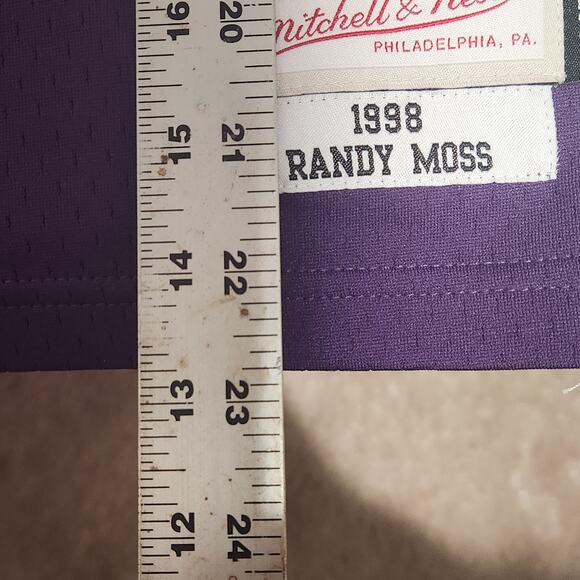 Mitchell & Ness
PHILADELPHIA, PA.
1998
RANDY MOSS
16 20
15 21
14 22
13 23
12 24